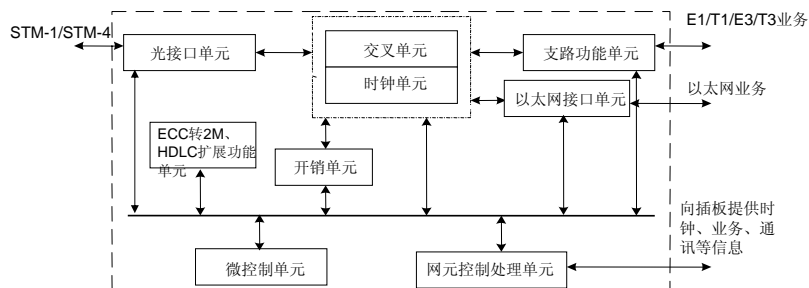 E1/T1/E3/T3业务
STM-1/STM-4
光接口单元
交叉单元
支路功能单元
时钟单元
以太网接口单元
以太网业务
ECC转2M、
HDLC扩展功能
单元
开销单元
向插板提供时
钟、业务、通
讯等信息
微控制单元
网元控制处理单元